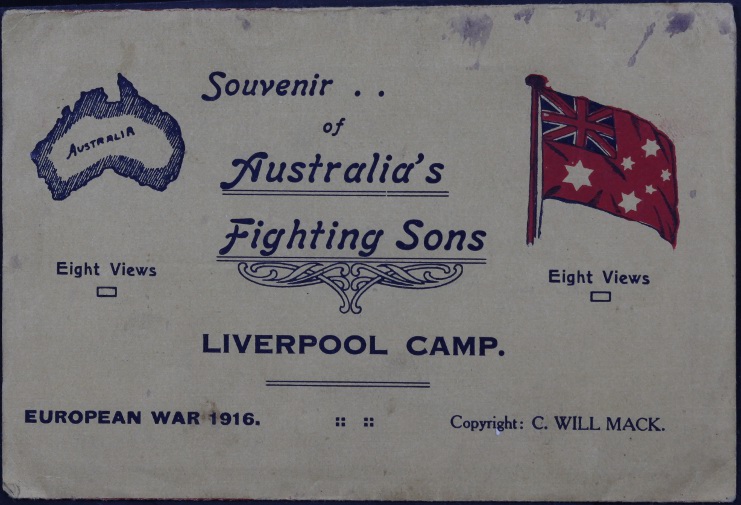 AUSTRALIA
Souvenir . .
of
Australia's
Fighting Sons
Eight Views
Eight Views
LIVERPOOL CAMP.
EUROPEAN WAR 1916.
Copyright: C. WILL MACK.